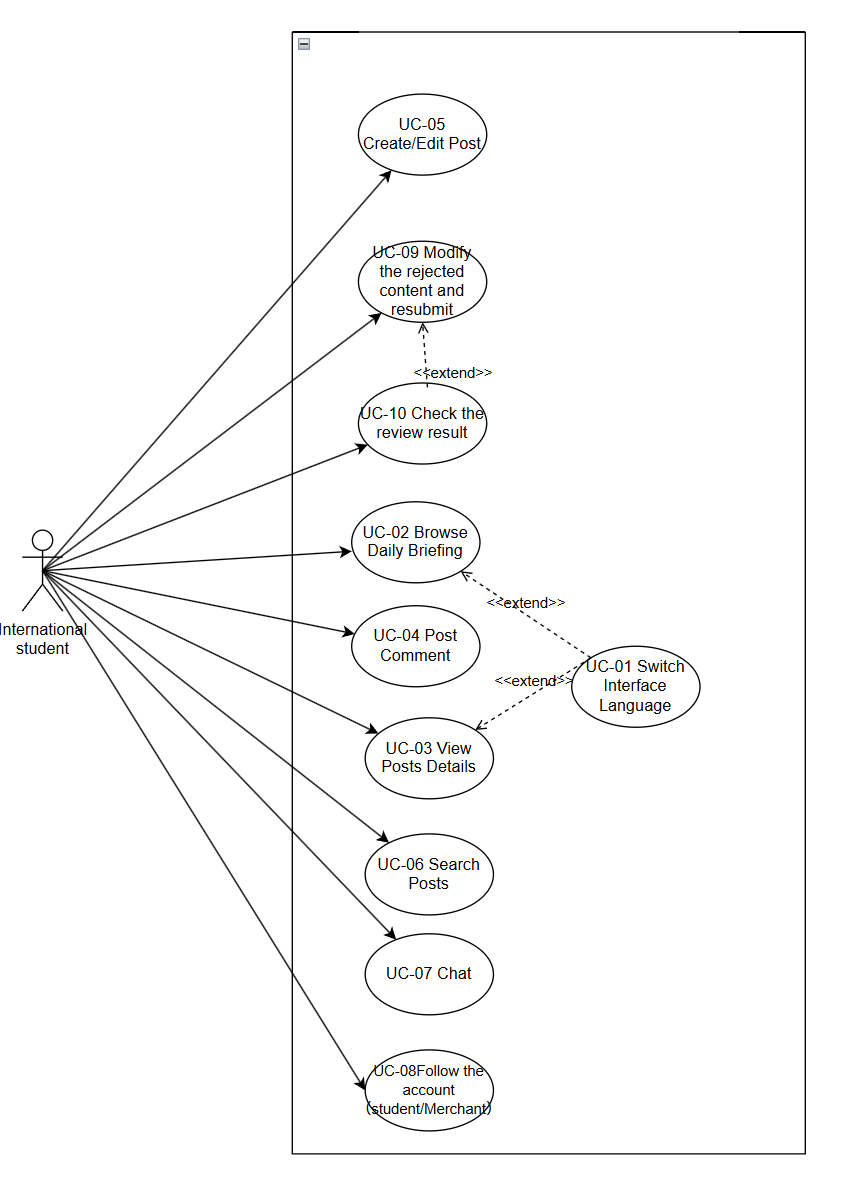 UC-05
Create/Edit Post
UC-09 Modify
the rejected
content and
resubmit
<<extend>>
UC-10 Check the
review result
UC-02 Browse
Daily Briefing
<<extend>>
UC-04 Post
Comment
<<extend>>
UC-01 Switch
Interface
Language
International
student
UC-03 View
Posts Details
UC-06 Search
Posts
UC-07 Chat
UC-08Follow the
account
(student/Merchant)